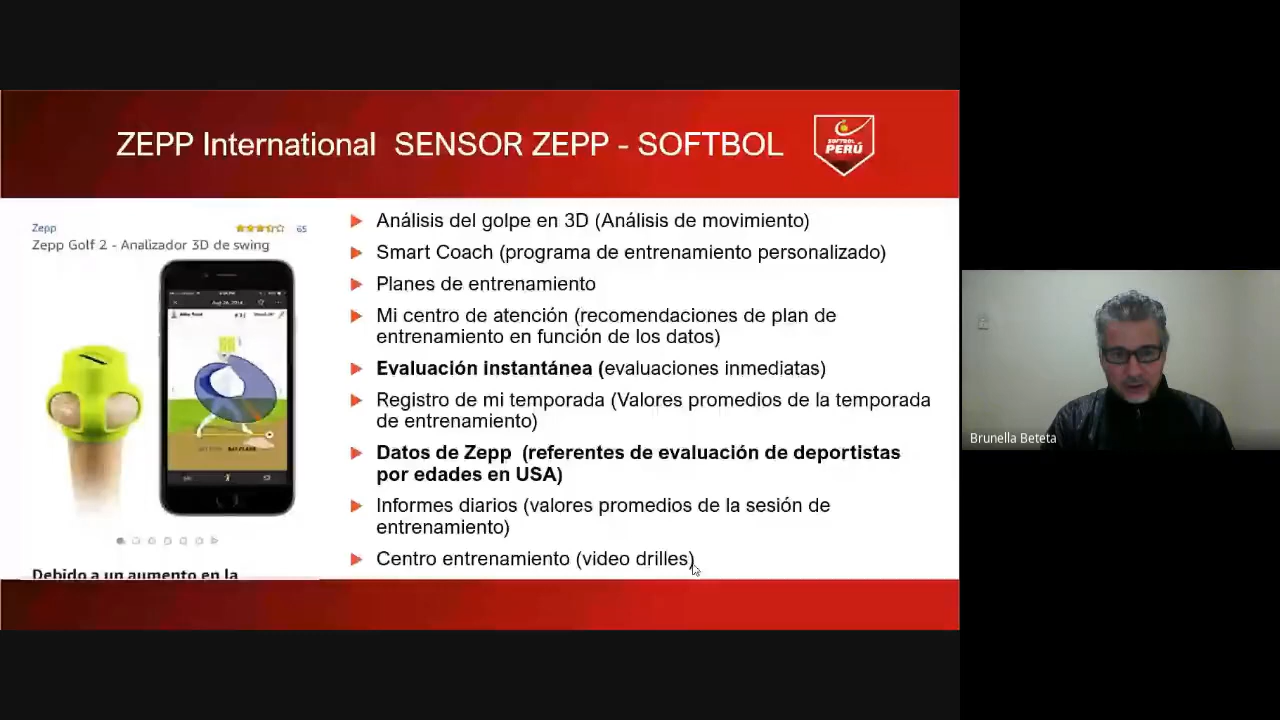 ZEPP International SENSOR ZEPP - SOFTBOL
SOFTBOL
PERÚ
Zepp
65
Zepp Golf 2 - Analizador 3D de swing
Análisis del golpe en 3D (Análisis de movimiento)
Smart Coach (programa de entrenamiento personalizado)
Planes de entrenamiento
Mi centro de atención (recomendaciones de plan de
entrenamiento en función de los datos)
Evaluación instantánea (evaluaciones inmediatas)
Registro de mi temporada (Valores promedios de la temporada
de entrenamiento)
Datos de Zepp (referentes de evaluación de deportistas
por edades en USA)
Informes diarios (valores promedios de la sesión de
entrenamiento)
Centro entrenamiento (video drilles)
Debido a un aumento en la
Brunella Beteta